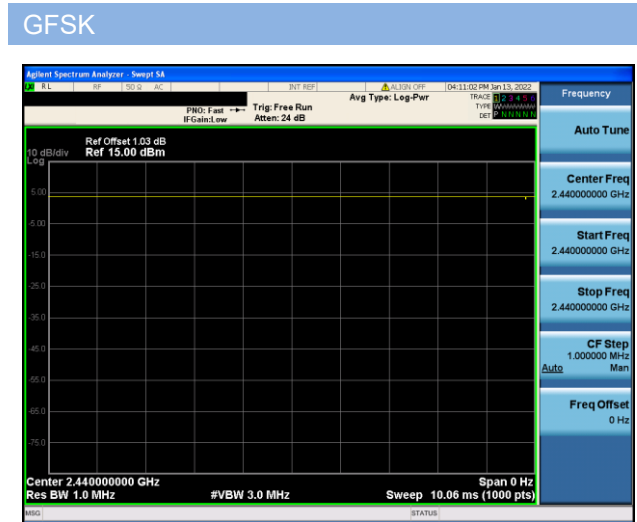 GFSK
Agilent Spectrum Analyzer - Swept SA
RL RF 50 Ω AC INT REF ALIGN OFF 04:11:02 PM Jan 13, 2022
Avg Type: Log-Pwr TRACE 1 2 3 4 5 6
PNO: Fast Trig: Free Run TYPE
IFGain:Low Atten: 24 dB DET P N N N N N
Frequency
Auto Tune
Center Freq
2.440000000 GHz
Start Freq
2.440000000 GHz
Stop Freq
2.440000000 GHz
CF Step
1.000000 MHz
Auto Man
Freq Offset
0 Hz
Ref Offset 1.03 dB
10 dB/div Ref 15.00 dBm
Log
5.00
-5.00
-15.0
-25.0
-35.0
-45.0
-55.0
-65.0
-75.0
Center 2.440000000 GHz Span 0 Hz
Res BW 1.0 MHz #VBW 3.0 MHz Sweep 10.06 ms (1000 pts)
MSG STATUS